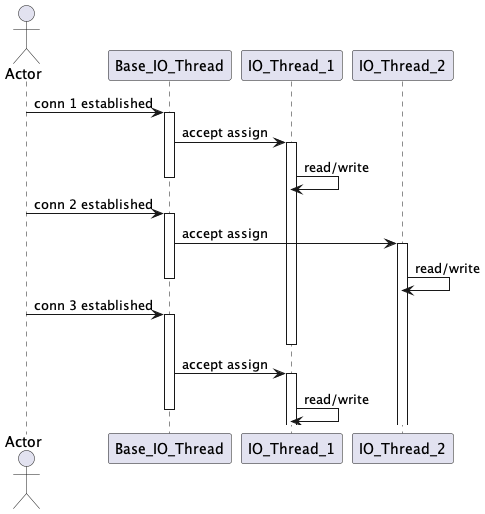 Actor
Base_IO_Thread
IO_Thread_1
IO_Thread_2
conn 1 established
accept assign
read/write
conn 2 established
accept assign
read/write
conn 3 established
accept assign
read/write
Actor
Base_IO_Thread
IO_Thread_1
IO_Thread_2